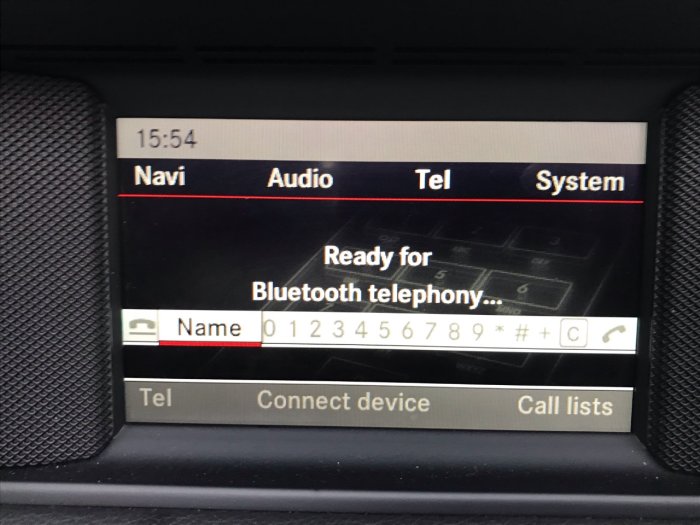 15:54
Navi Audio Tel System
Ready for
Bluetooth telephony...
Name 0 1 2 3 4 5 6 7 8 9 * # + C
Tel Connect device Call lists